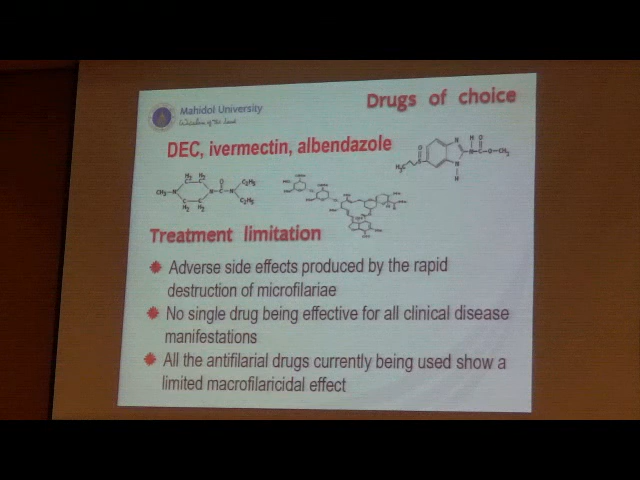 Mahidol University
Wisdom of the Land
Drugs of choice
DEC, ivermectin, albendazole
Treatment limitation
Adverse side effects produced by the rapid
destruction of microfilariae
No single drug being effective for all clinical disease
manifestations
All the antifilarial drugs currently being used show a
limited macrofilaricidal effect